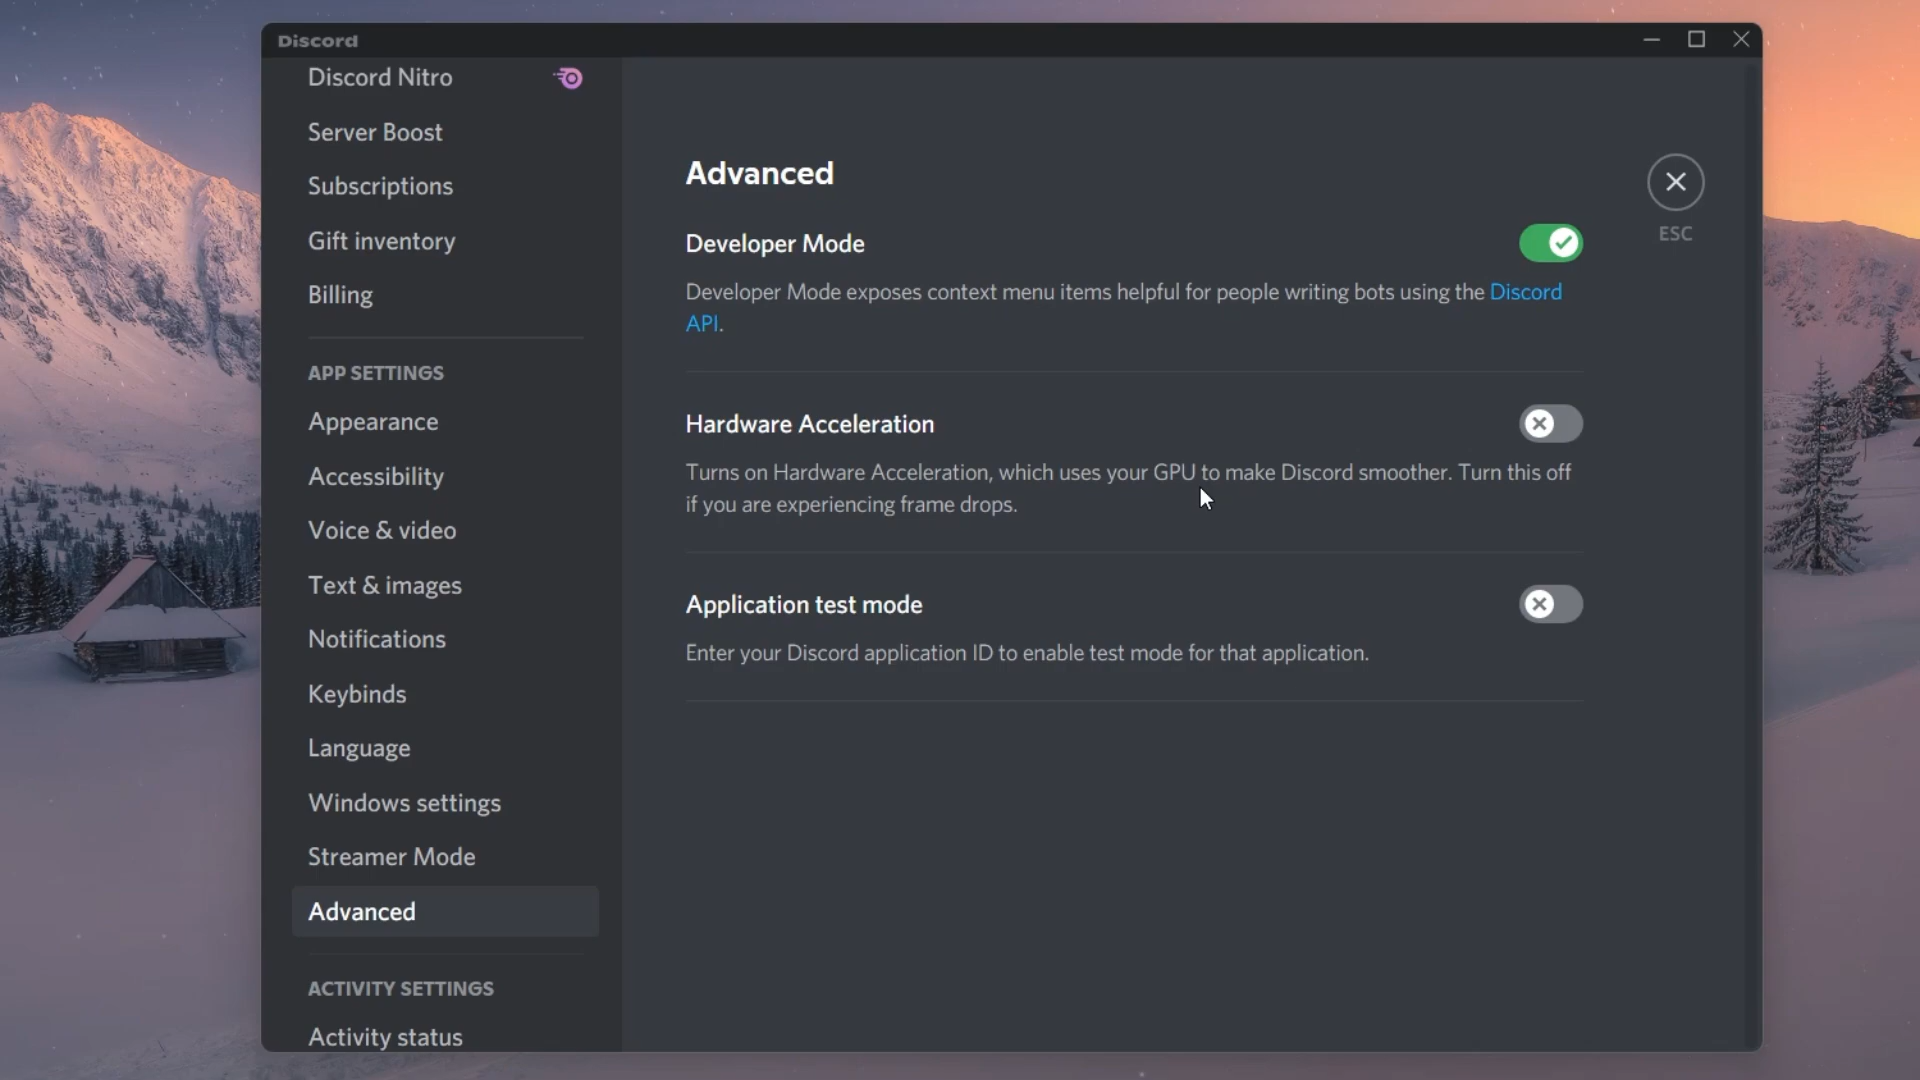 Discord
Discord Nitro
Server Boost
Subscriptions
Gift inventory
Billing
APP SETTINGS
Appearance
Accessibility
Voice & video
Text & images
Notifications
Keybinds
Language
Windows settings
Streamer Mode
Advanced
ACTIVITY SETTINGS
Activity status
Advanced
ESC
Developer Mode
Developer Mode exposes context menu items helpful for people writing bots using the Discord
API.
Hardware Acceleration
Turns on Hardware Acceleration, which uses your GPU to make Discord smoother. Turn this off
if you are experiencing frame drops.
Application test mode
Enter your Discord application ID to enable test mode for that application.